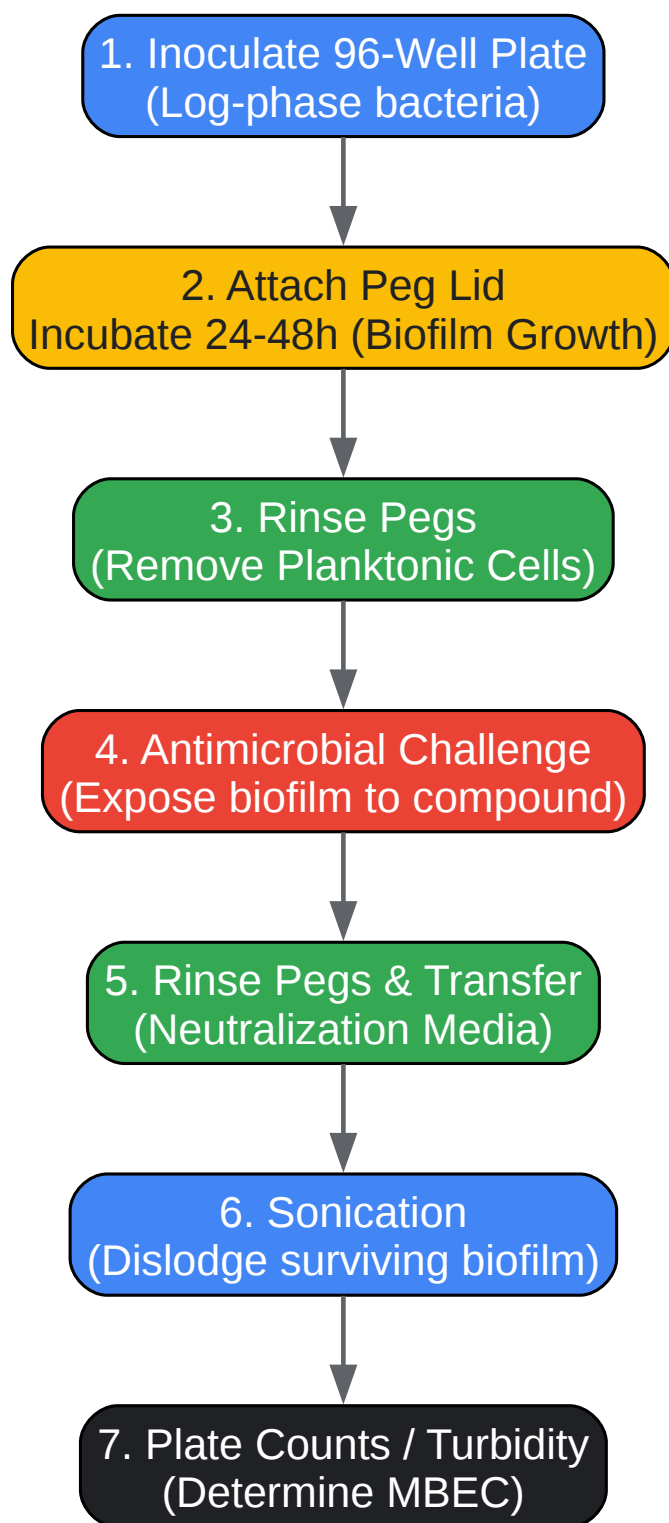 1. Inoculate 96-Well Plate
(Log-phase bacteria)
2. Attach Peg Lid
Incubate 24-48h (Biofilm Growth)
3. Rinse Pegs
(Remove Planktonic Cells)
4. Antimicrobial Challenge
(Expose biofilm to compound)
5. Rinse Pegs & Transfer
(Neutralization Media)
6. Sonication
(Dislodge surviving biofilm)
7. Plate Counts / Turbidity
(Determine MBEC)